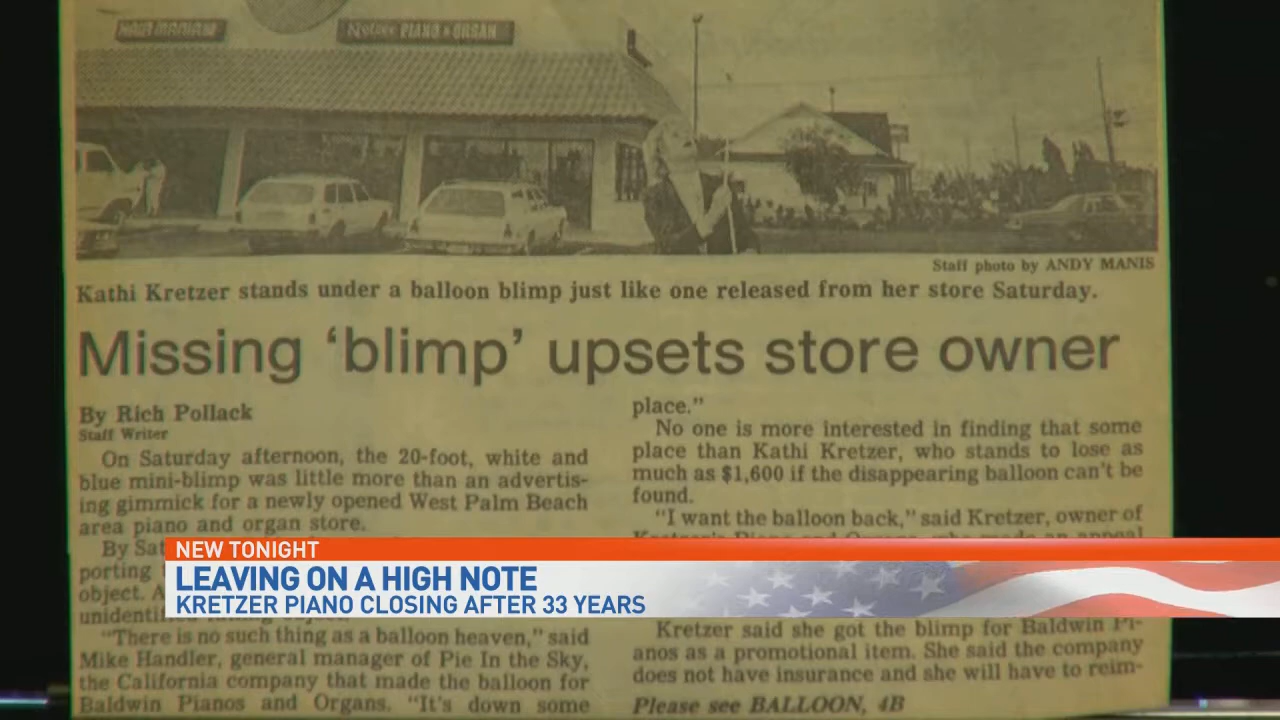 PIANO & ORGAN
Staff photo by ANDY MANIS
Kathi Kretzer stands under a balloon blimp just like one released from her store Saturday.
Missing ‘blimp’ upsets store owner
By Rich Pollack
Staff Writer
On Saturday afternoon, the 20-foot, white and
blue mini-blimp was little more than an advertis-
ing gimmick for a newly opened West Palm Beach
area piano and organ store.
By Sat
porting
object. A
unidenti
“There is no such thing as a balloon heaven,” said
Mike Handler, general manager of Pie In the Sky,
the California company that made the balloon for
Baldwin Pianos and Organs. “It's down some
place.”
No one is more interested in finding that some
place than Kathi Kretzer, who stands to lose as
much as $1,600 if the disappearing balloon can't be
found.
“I want the balloon back,” said Kretzer, owner of
Kretzer said she got the blimp for Baldwin Pi-
anos as a promotional item. She said the company
does not have insurance and she will have to reim-
Please see BALLOON, 4B
NEW TONIGHT
LEAVING ON A HIGH NOTE
KRETZER PIANO CLOSING AFTER 33 YEARS